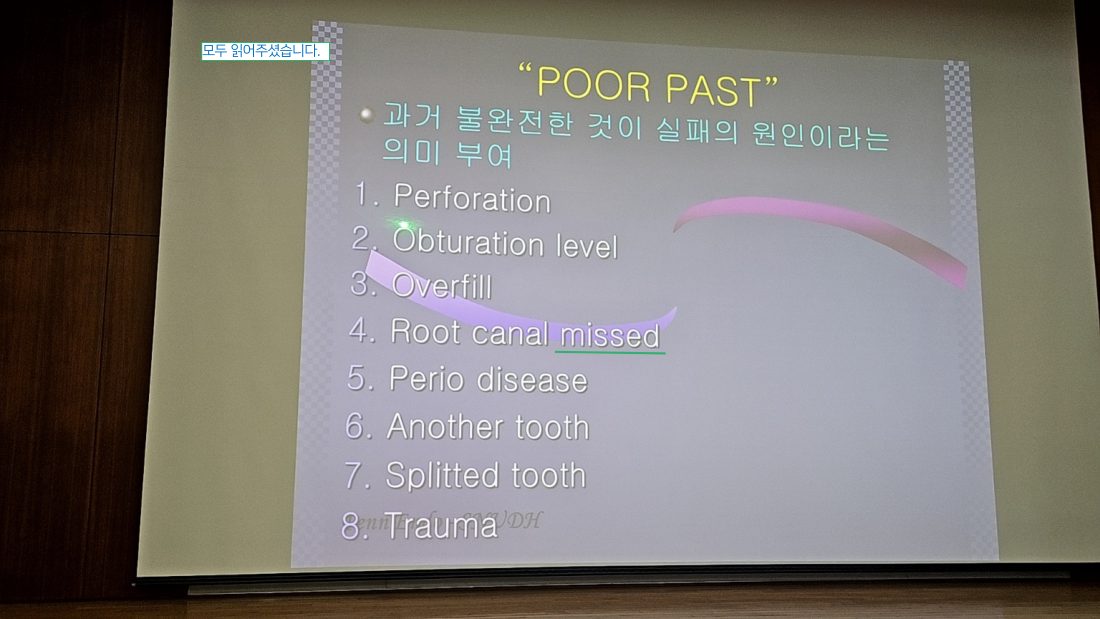 모두 읽어주셨습니다.
“POOR PAST”
과거 불완전한 것이 실패의 원인이라는
의미 부여
1. Perforation
2. Obturation level
3. Overfill
4. Root canal missed
5. Perio disease
6. Another tooth
7. Splitted tooth
8. Trauma